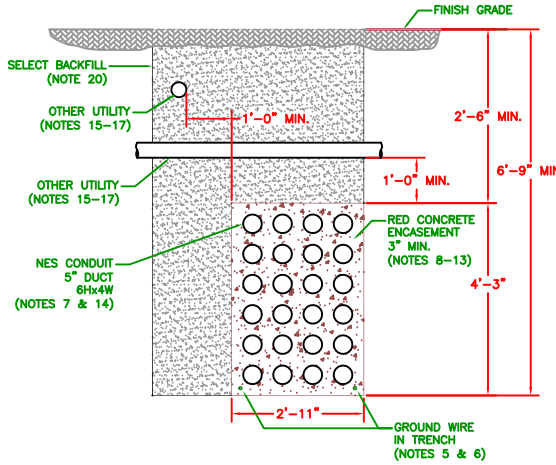 FINISH GRADE
SELECT BACKFILL
(NOTE 20)
OTHER UTILITY
(NOTES 15-17)
1'-0" MIN.
2'-6" MIN.
6'-9" MIN
OTHER UTILITY
(NOTES 15-17)
1'-0" MIN.
RED CONCRETE
ENCASEMENT
3" MIN.
(NOTES 8-13)
NES CONDUIT
5" DUCT
6Hx4W
(NOTES 7 & 14)
4'-3"
2'-11"
GROUND WIRE
IN TRENCH
(NOTES 5 & 6)